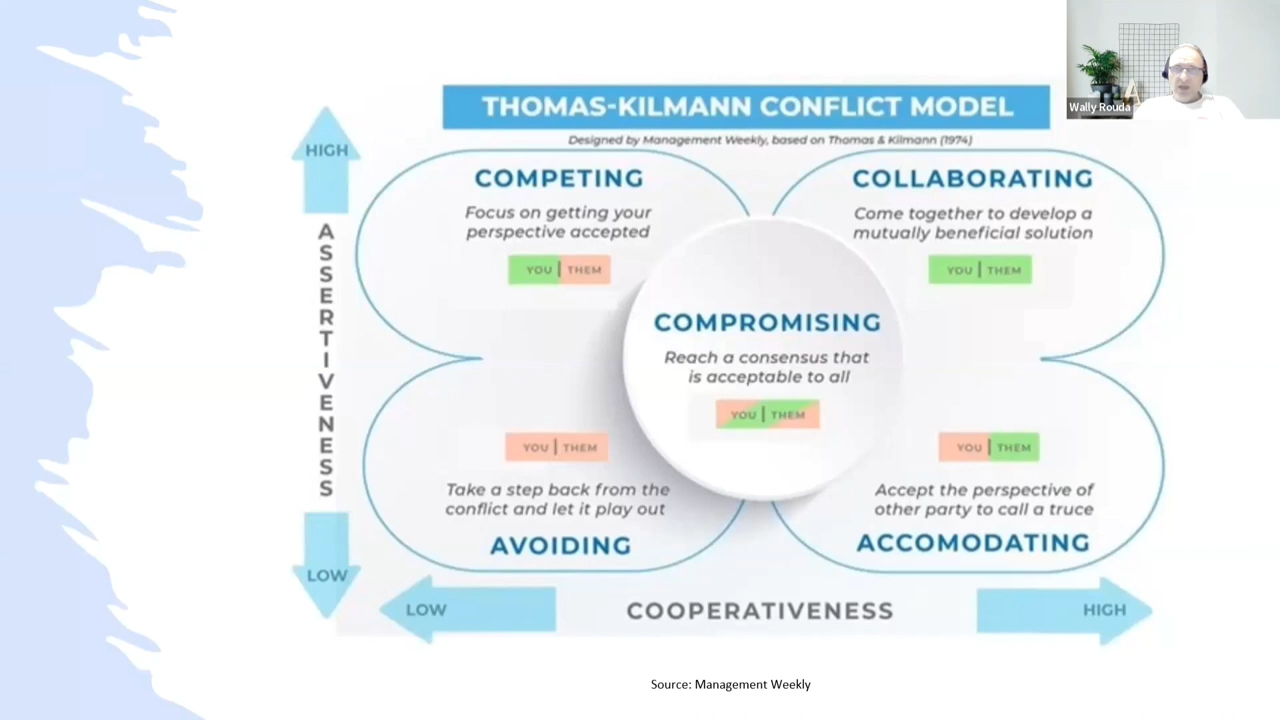 Wally Rouda
THOMAS-KILMANN CONFLICT MODEL
Designed by Management Weekly, based on Thomas & Kilmann (1974)
HIGH
ASSERTIVENESS
LOW
COMPETING
Focus on getting your
perspective accepted
YOU | THEM
COLLABORATING
Come together to develop a
mutually beneficial solution
YOU | THEM
COMPROMISING
Reach a consensus that
is acceptable to all
YOU | THEM
YOU | THEM
Take a step back from the
conflict and let it play out
AVOIDING
YOU | THEM
Accept the perspective of
other party to call a truce
ACCOMODATING
LOW
COOPERATIVENESS
HIGH
Source: Management Weekly